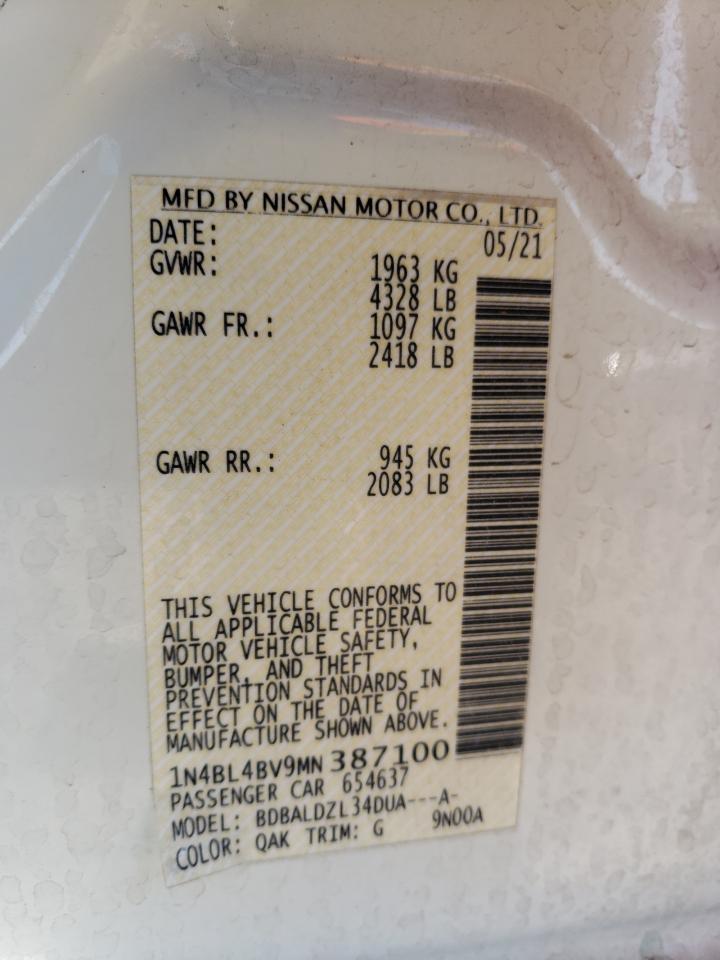 MFD BY NISSAN MOTOR CO., LTD.
DATE: 05/21
GVWR: 1963 KG
4328 LB
GAWR FR.: 1097 KG
2418 LB
GAWR RR.: 945 KG
2083 LB
THIS VEHICLE CONFORMS TO
ALL APPLICABLE FEDERAL
MOTOR VEHICLE SAFETY,
BUMPER, AND THEFT
PREVENTION STANDARDS IN
EFFECT ON THE DATE OF
MANUFACTURE SHOWN ABOVE.
1N4BL4BV9MN387100
PASSENGER CAR 654637
MODEL: BDBALDZL34DUA---A-
COLOR: QAK TRIM: G 9N00A